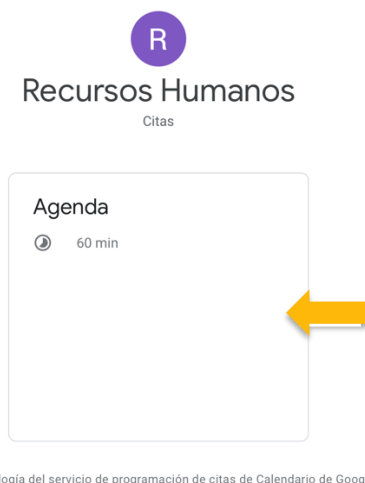 R
Recursos Humanos
Citas
Agenda
60 min
del servicio de programación de citas de Calendario de